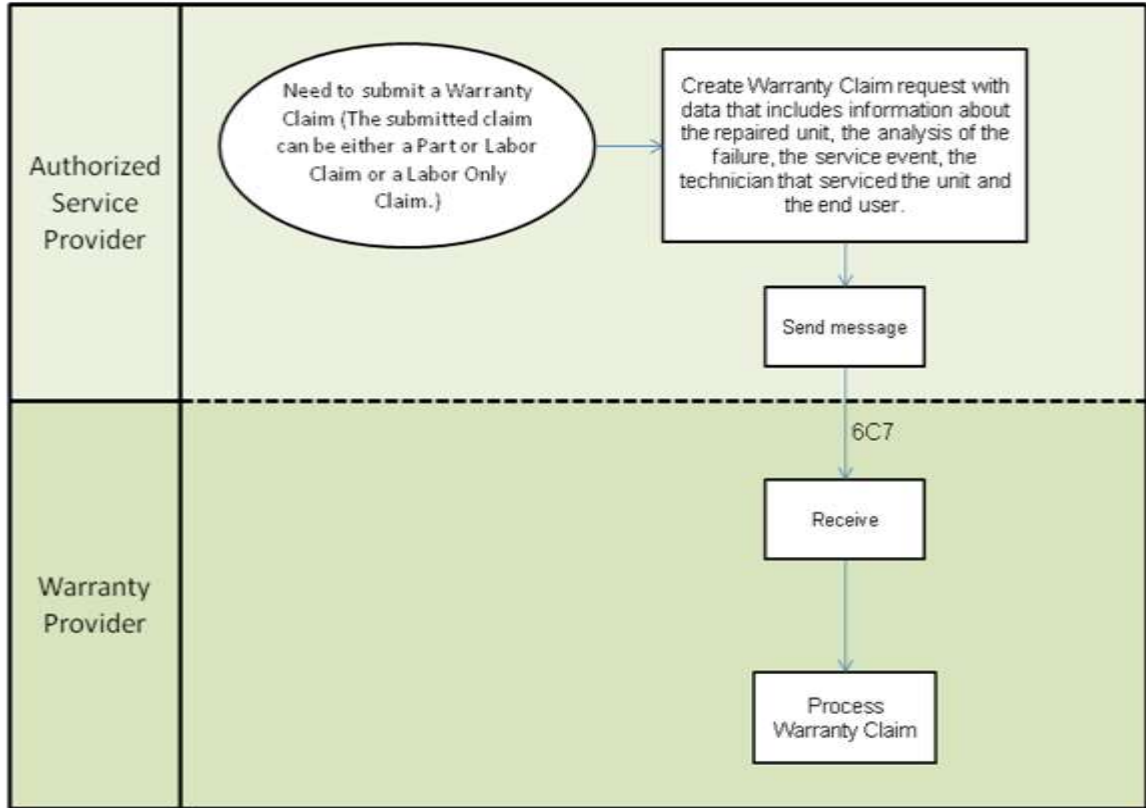 Authorized
Service
Provider
Need to submit a Warranty
Claim (The submitted claim
can be either a Part or Labor
Claim or a Labor Only
Claim.)
Create Warranty Claim request with
data that includes information about
the repaired unit, the analysis of the
failure, the service event, the
technician that serviced the unit and
the end user.
Send message
6C7
Warranty
Provider
Receive
Process
Warranty Claim